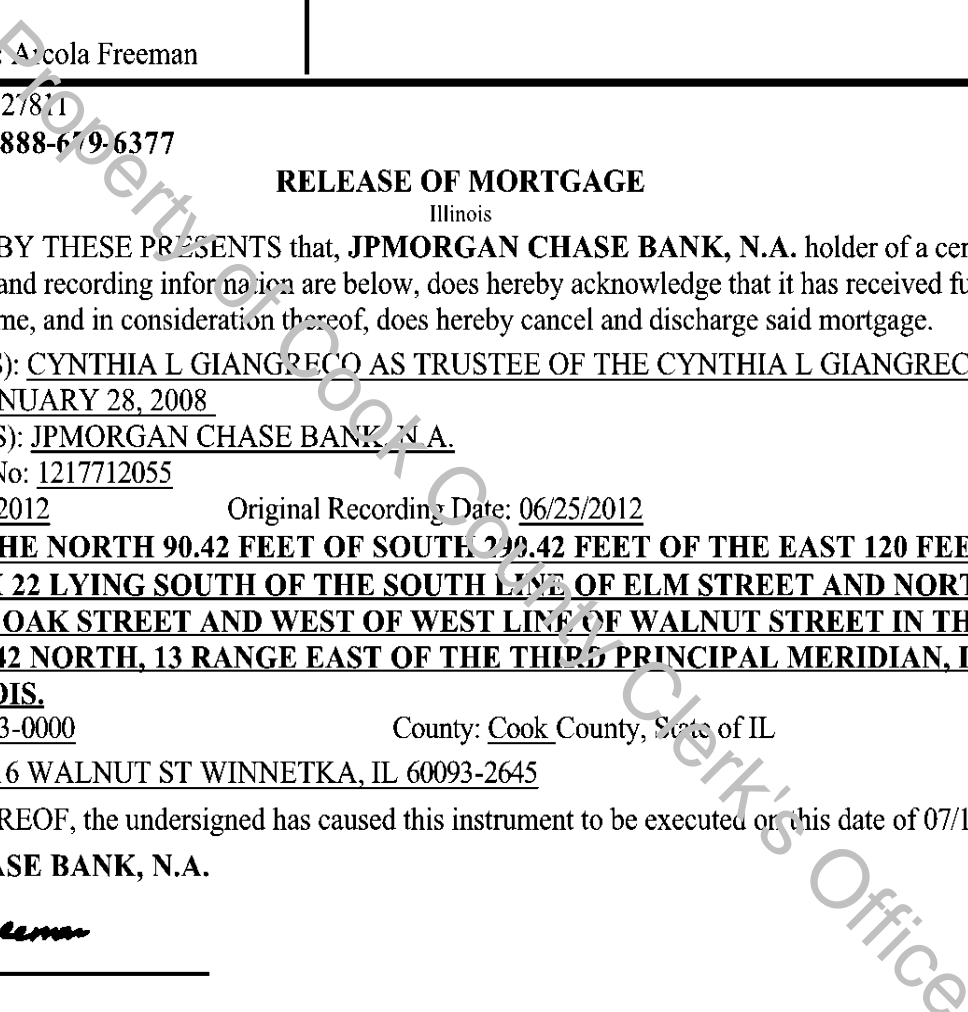 : Arcola Freeman
27811
888-679-6377
RELEASE OF MORTGAGE
Illinois
BY THESE PRESENTS that, JPMORGAN CHASE BANK, N.A. holder of a cer
and recording information are below, does hereby acknowledge that it has received fu
me, and in consideration thereof, does hereby cancel and discharge said mortgage.
S): CYNTHIA L GIANGRECO AS TRUSTEE OF THE CYNTHIA L GIANGREC
NUARY 28, 2008
S): JPMORGAN CHASE BANK, N.A.
No: 1217712055
2012 Original Recording Date: 06/25/2012
HE NORTH 90.42 FEET OF SOUTH 290.42 FEET OF THE EAST 120 FEE
K 22 LYING SOUTH OF THE SOUTH LINE OF ELM STREET AND NORT
OAK STREET AND WEST OF WEST LINE OF WALNUT STREET IN TH
42 NORTH, 13 RANGE EAST OF THE THIRD PRINCIPAL MERIDIAN, I
OIS.
3-0000 County: Cook County, State of IL
16 WALNUT ST WINNETKA, IL 60093-2645
REOF, the undersigned has caused this instrument to be executed on this date of 07/1
ASE BANK, N.A.
eeman
Property of Cook County Clerk's Office